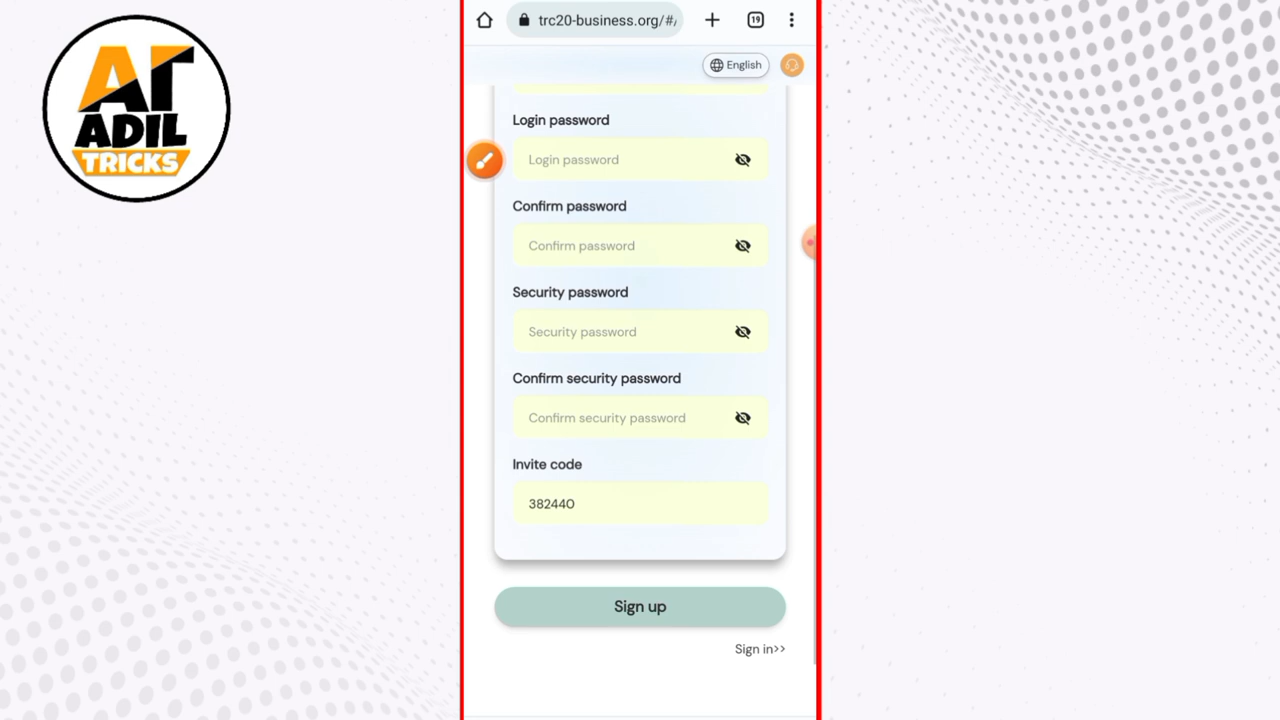 AT
ADIL
TRICKS
trc20-business.org/#/
19
English
Login password
Login password
Confirm password
Confirm password
Security password
Security password
Confirm security password
Confirm security password
Invite code
382440
Sign up
Sign in>>